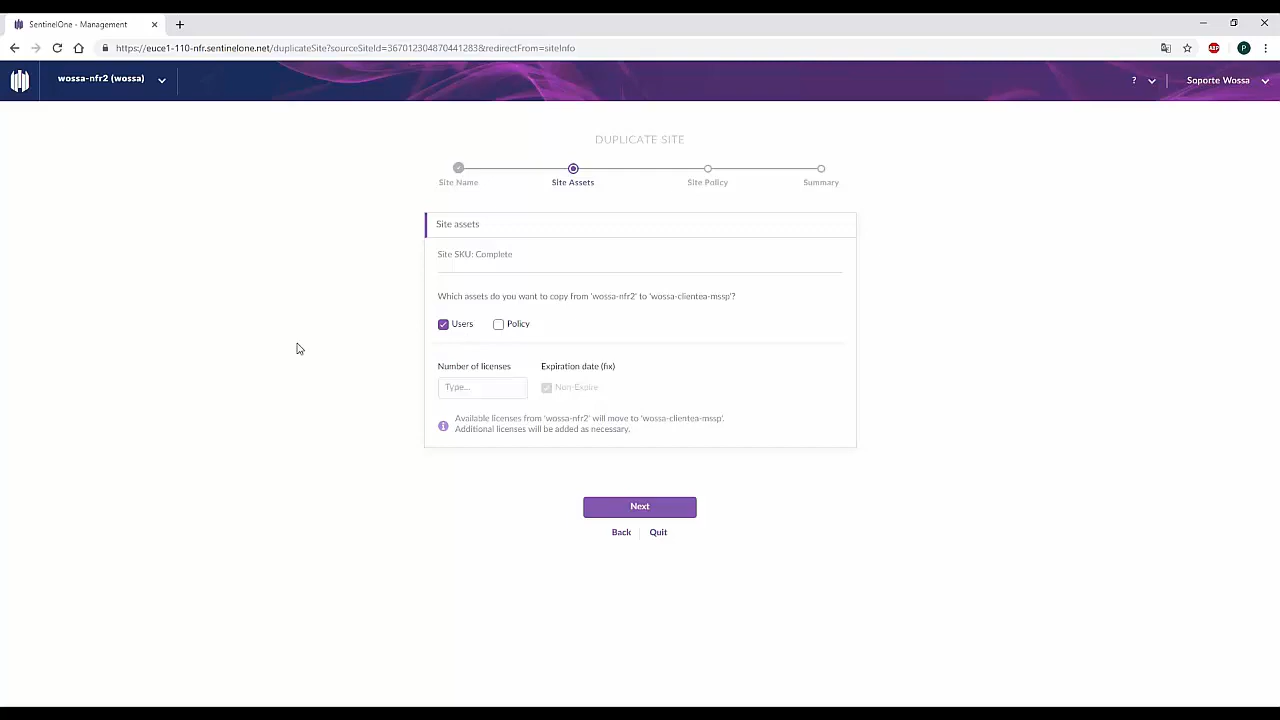 SentinelOne - Management
https://euce1-110-nfr.sentinelone.net/duplicateSite?sourceSiteId=367012304870441283&redirectFrom=siteInfo
ABP
P
wossa-nfr2 (wossa)
?
Soporte Wossa
DUPLICATE SITE
Site Name
Site Assets
Site Policy
Summary
Site assets
Site SKU: Complete
Which assets do you want to copy from 'wossa-nfr2' to 'wossa-clientea-mssp'?
Users
Policy
Number of licenses
Expiration date (fix)
Type...
Non-Expire
Available licenses from 'wossa-nfr2' will move to 'wossa-clientea-mssp'.
Additional licenses will be added as necessary.
Next
Back
Quit